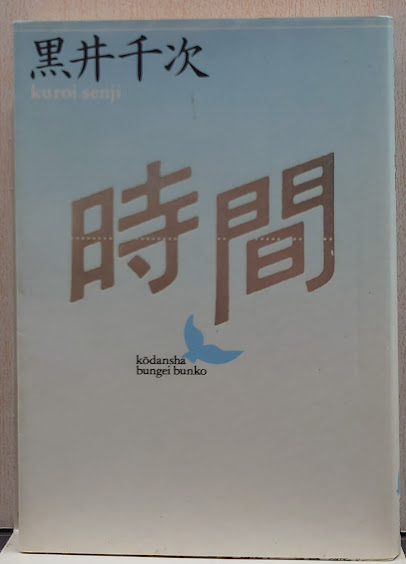 黒井千次
kuroi senji
時間
kōdansha
bungei bunko